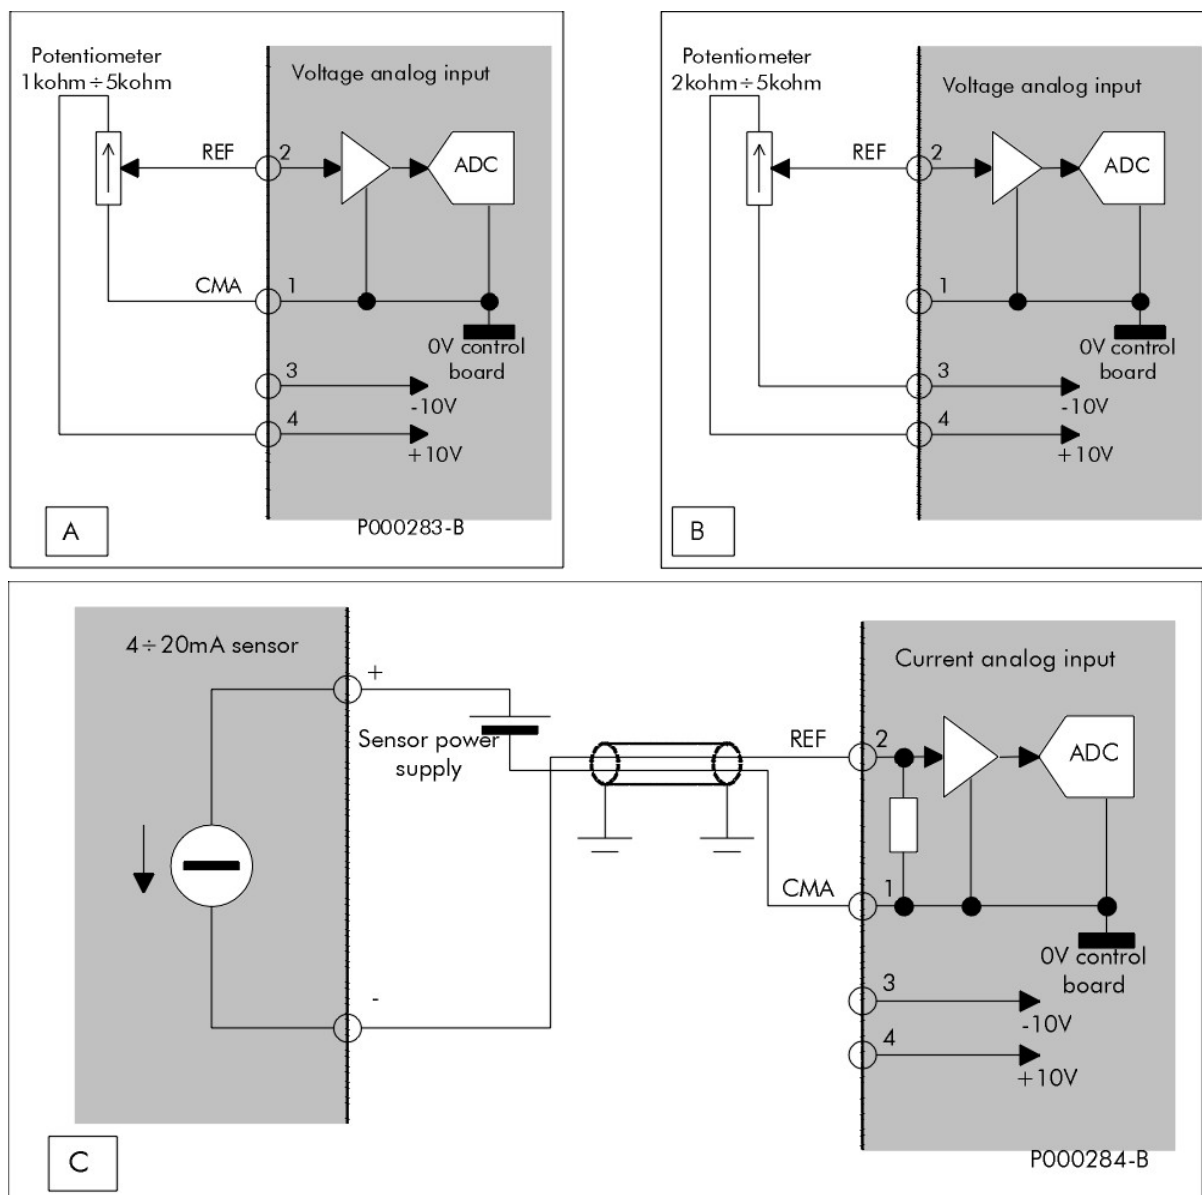 Potentiometer
1kohm÷5kohm
Voltage analog input
REF
2
ADC
CMA
1
0V control
board
3
-10V
4
+10V
A
P000283-B
Potentiometer
2kohm÷5kohm
Voltage analog input
REF
2
ADC
1
0V control
board
3
-10V
4
+10V
B
4÷20mA sensor
+
Sensor power
supply
-
Current analog input
REF
2
ADC
CMA
1
0V control
board
3
-10V
4
+10V
C
P000284-B